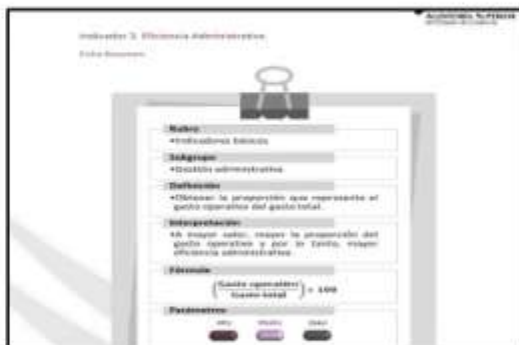 AUDITORÍA SUPERIOR
Indicador 3. Eficiencia Administrativa
Ficha Resumen
Rubro
•Indicadores básicos
Subgrupo
•Gestión administrativa
Definición
•Obtener la proporción que representa el
gasto operativo del gasto total.
Interpretación
•A mayor valor, mayor la proporción del
gasto operativo y por lo tanto, mayor
eficiencia administrativa
Fórmula
(Gasto operativo
Gasto total) × 100
Parámetros
Alto Medio Bajo